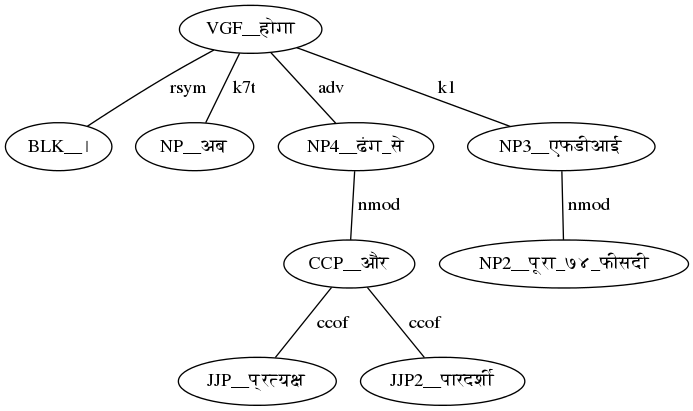 VGF__होगा
rsym k7t adv k1
BLK__। NP__अब NP4__ढंग_से NP3__एफडीआई
nmod nmod
CCP__और NP2__पूरा_७४_फीसदी
ccof ccof
JJP__प्रत्यक्ष JJP2__पारदर्शी